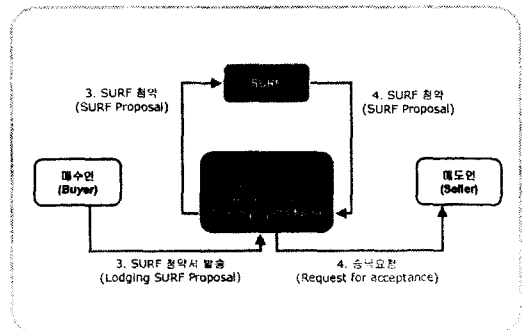 SURF
3. SURF 청약
(SURF Proposal)
4. SURF 청약
(SURF Proposal)
매수인
(Buyer)
매도인
(Seller)
3. SURF 청약서 발송
(Lodging SURF Proposal)
4. 승낙요청
(Request for acceptance)